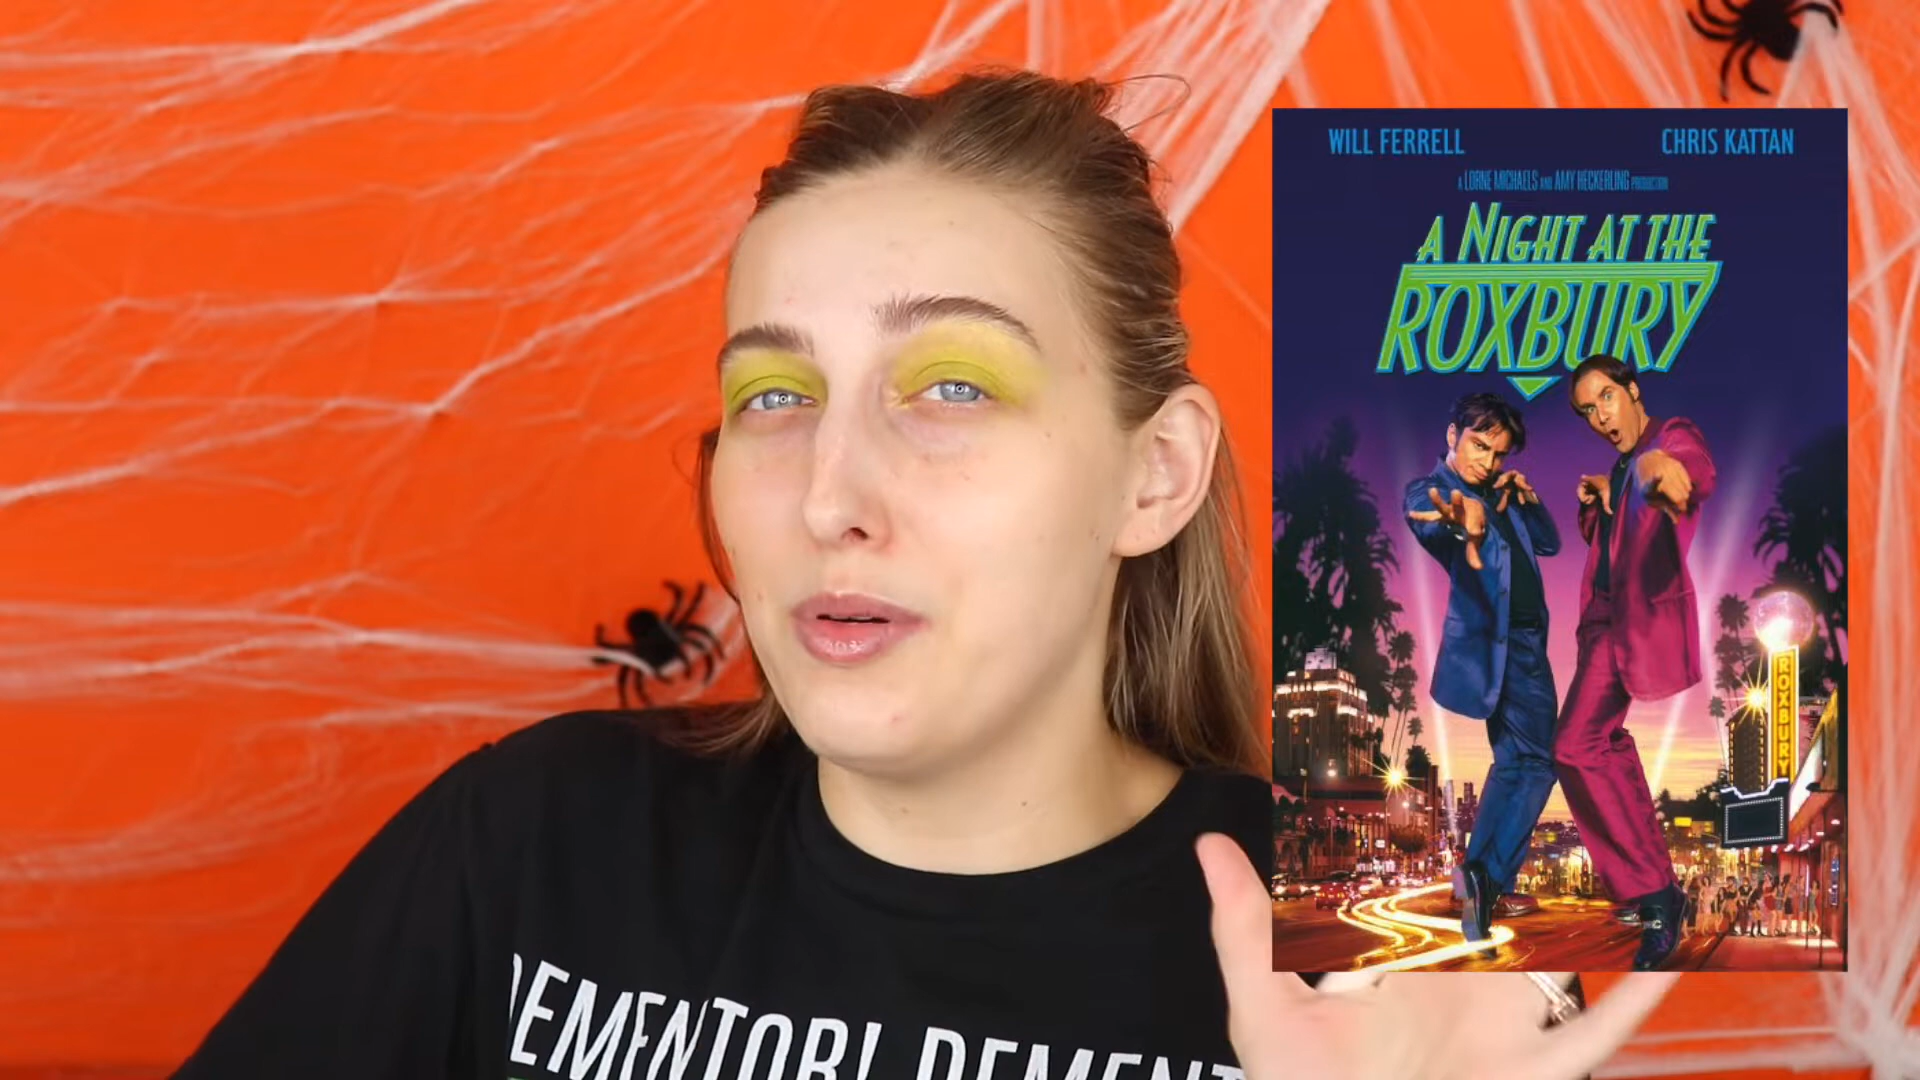 WILL FERRELL
CHRIS KATTAN
A LORNE MICHAELS AND AMY HECKERLING PRODUCTION
A NIGHT AT THE
ROXBURY
ROXBURY
DEMENTOR! DEMENT